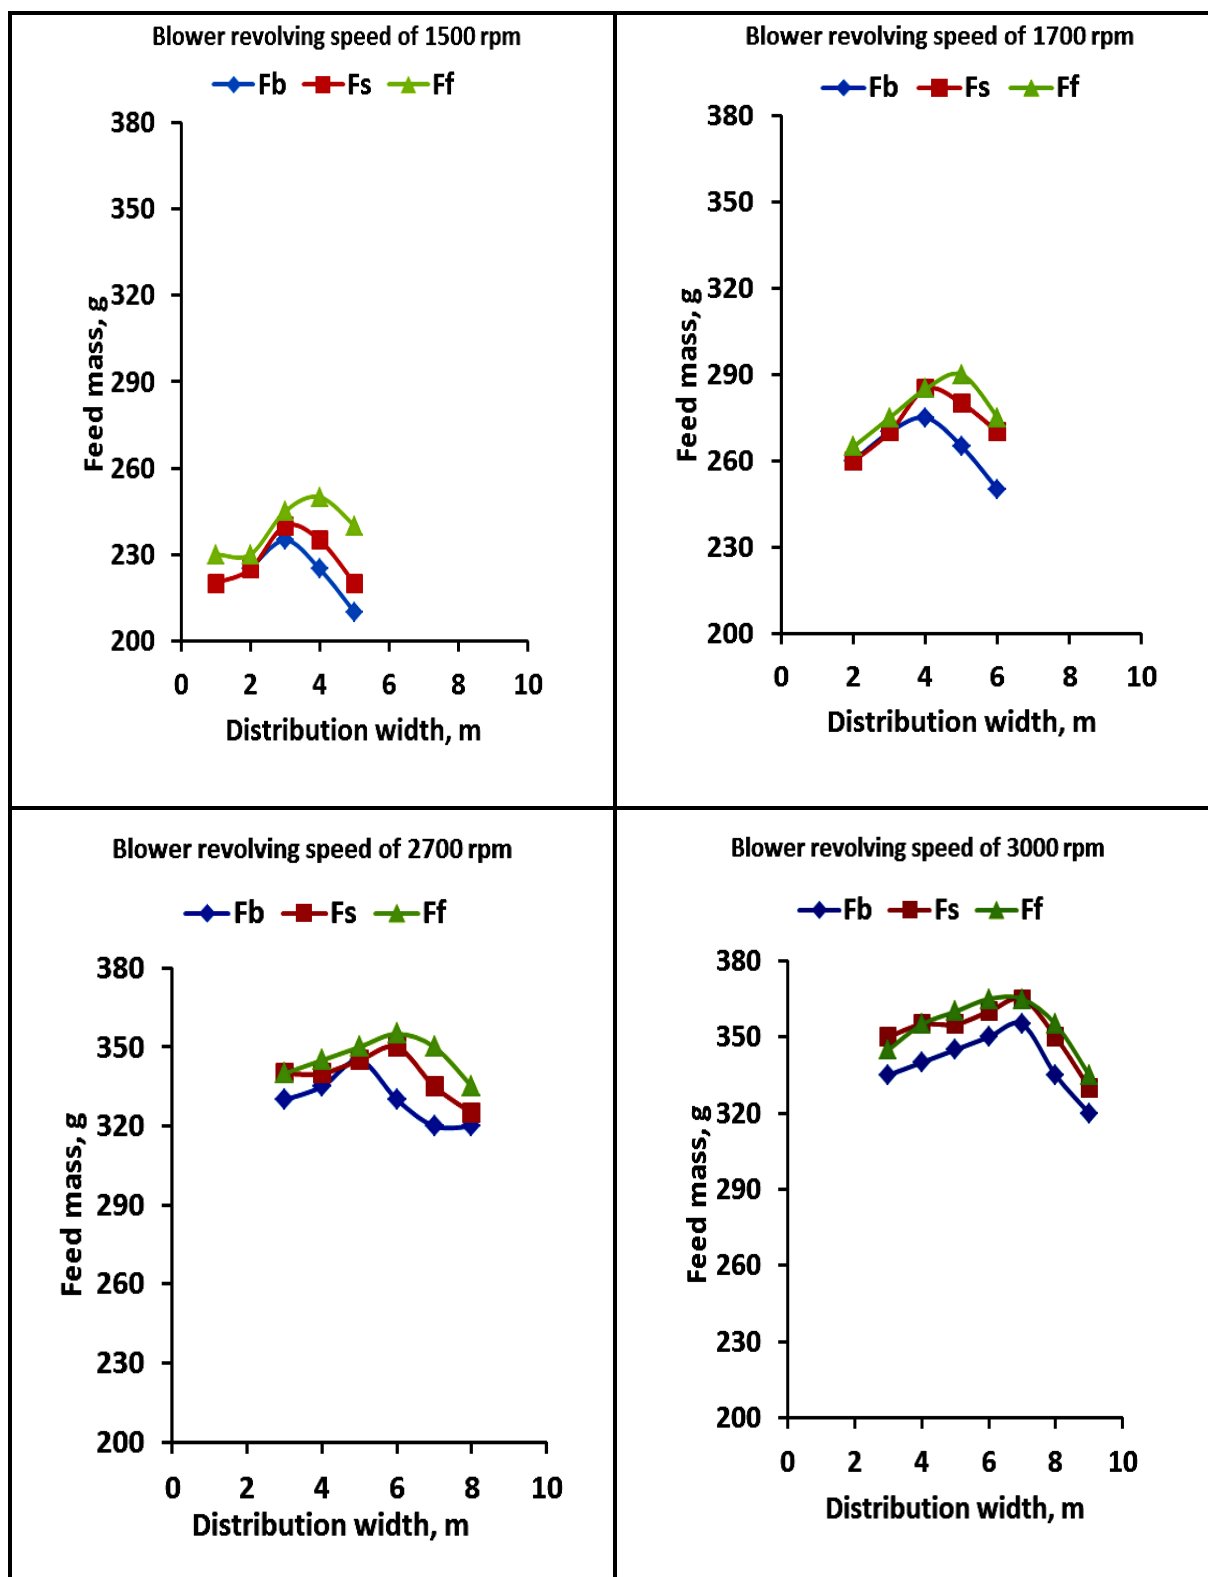 Blower revolving speed of 1500 rpm
Fb Fs Ff
380
350
320
290
260
230
200
Feed mass, g
0 2 4 6 8 10
Distribution width, m
Blower revolving speed of 1700 rpm
Fb Fs Ff
380
350
320
290
260
230
200
Feed mass, g
0 2 4 6 8 10
Distribution width, m
Blower revolving speed of 2700 rpm
Fb Fs Ff
380
350
320
290
260
230
200
Feed mass, g
0 2 4 6 8 10
Distribution width, m
Blower revolving speed of 3000 rpm
Fb Fs Ff
380
350
320
290
260
230
200
Feed mass, g
0 2 4 6 8 10
Distribution width, m